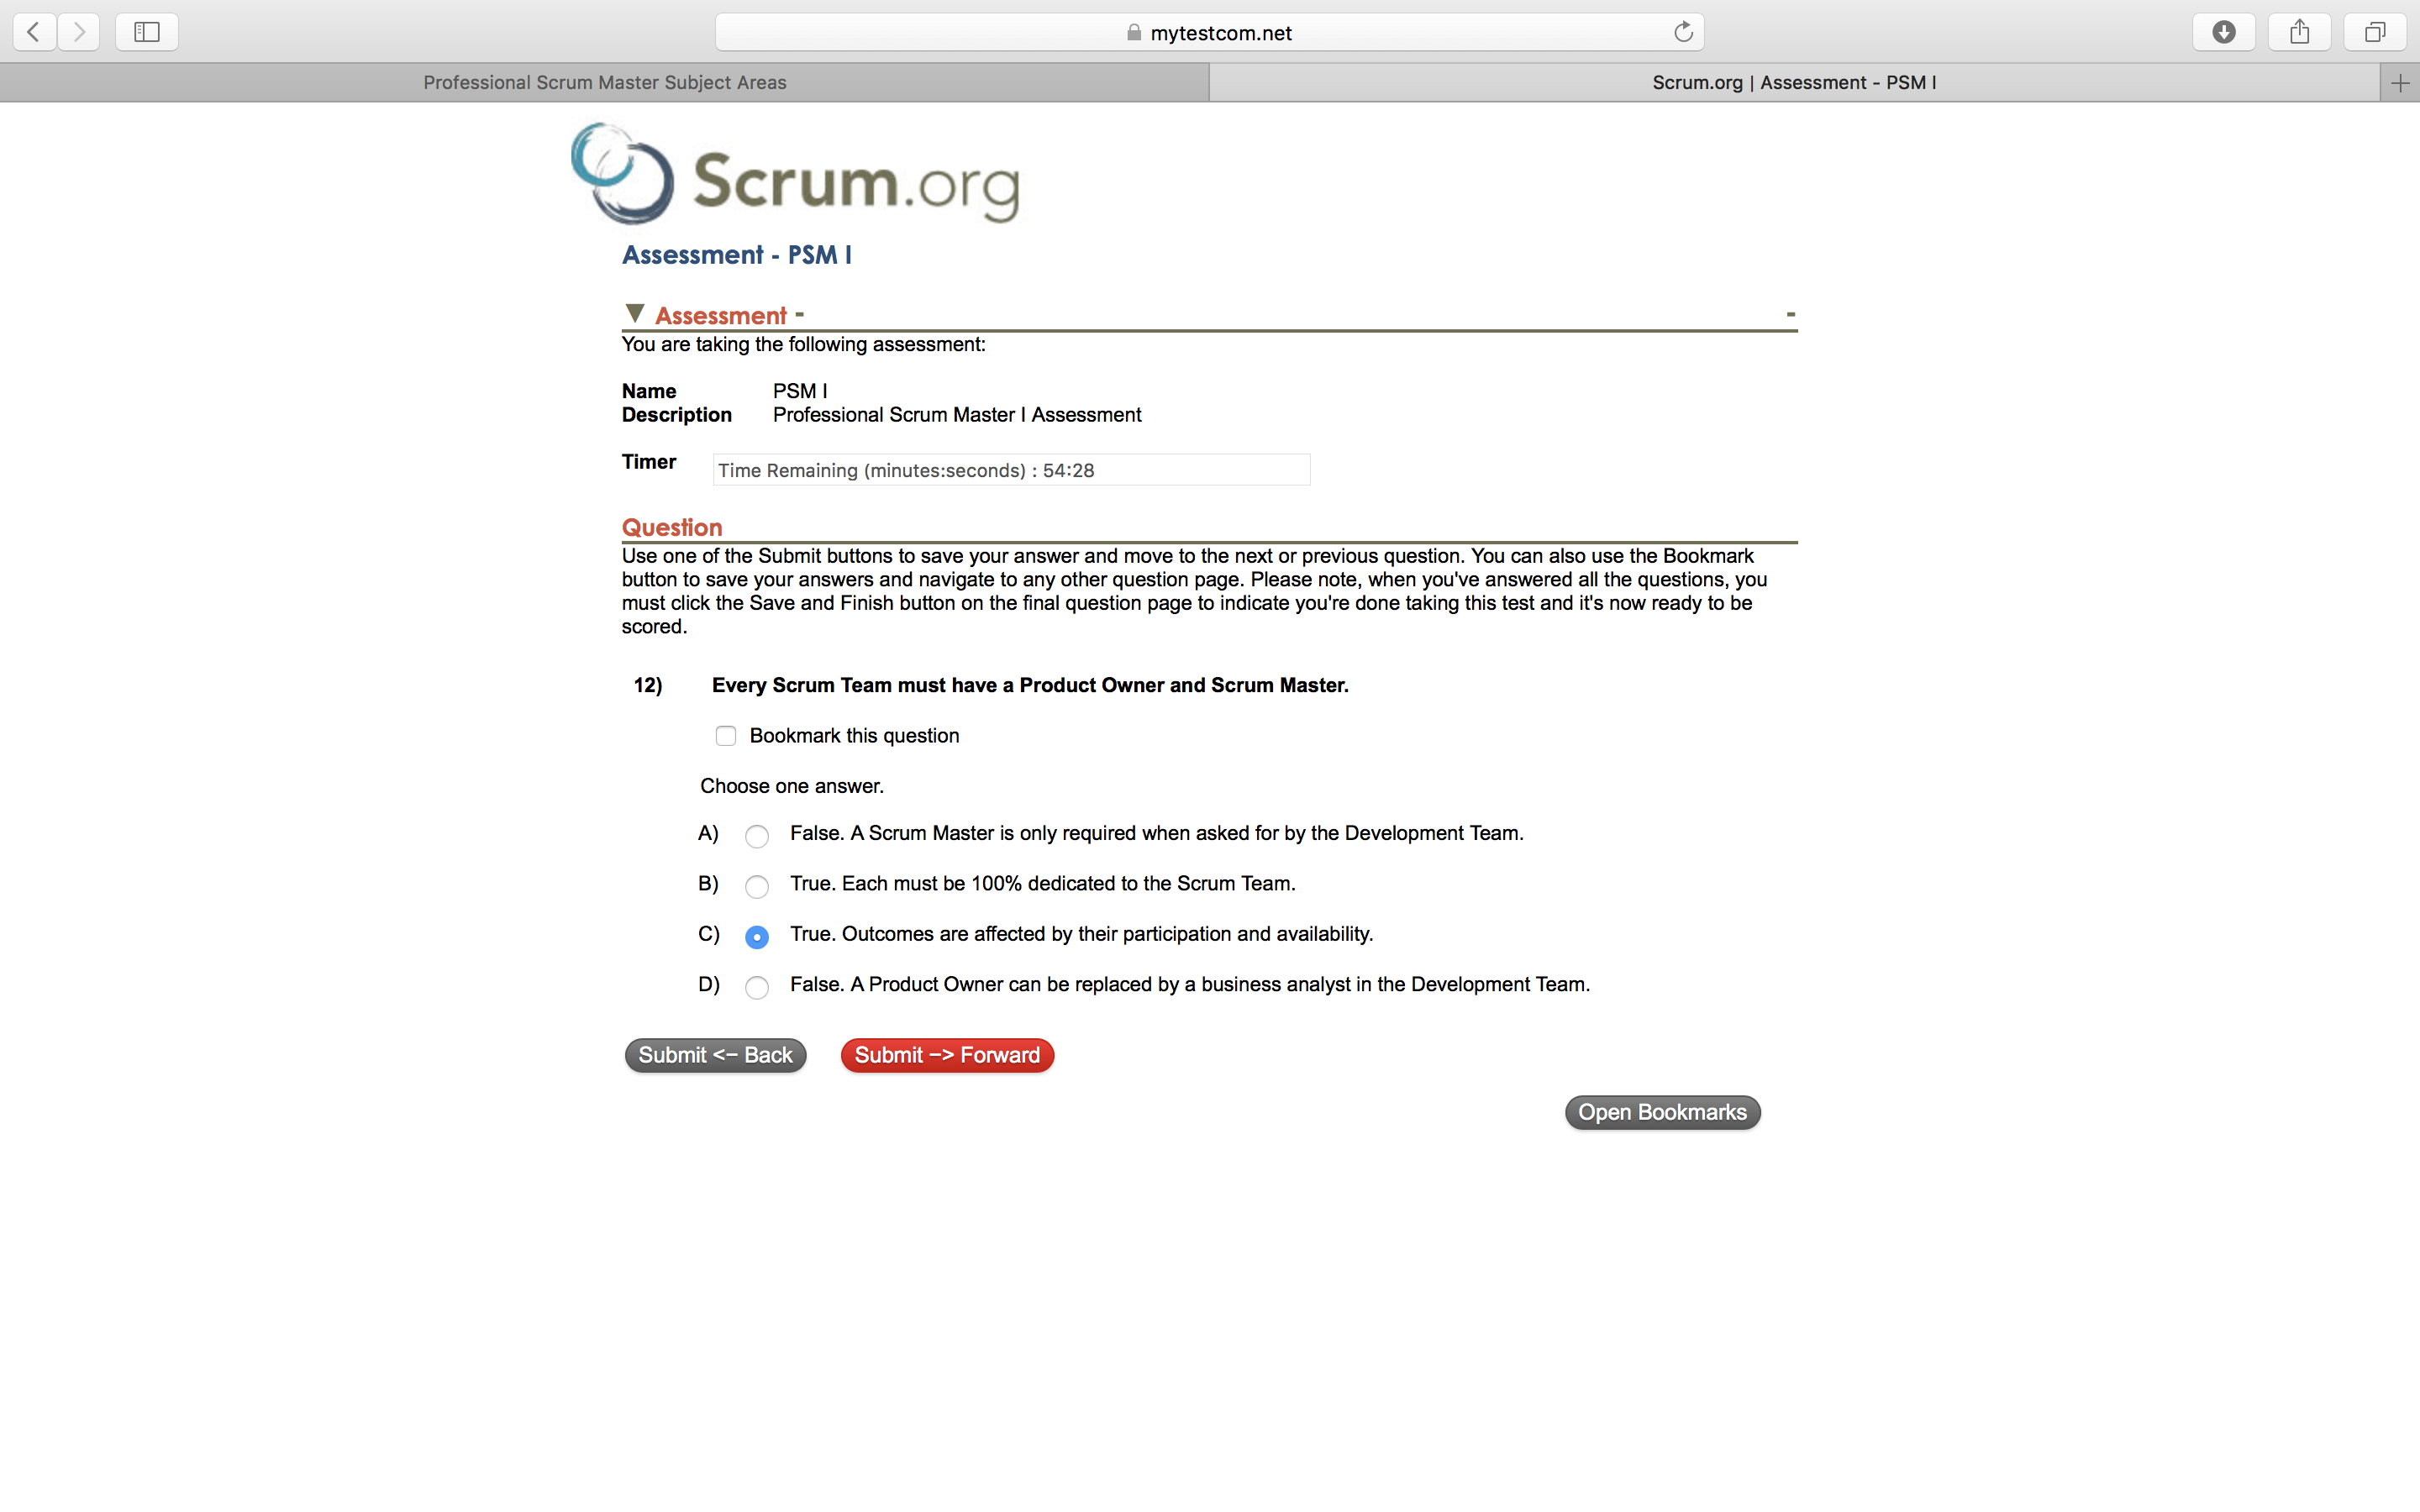 mytestcom.net
Professional Scrum Master Subject Areas
Scrum.org | Assessment - PSM I
Scrum.org
Assessment - PSM I
▼ Assessment - -
You are taking the following assessment:
Name PSM I
Description Professional Scrum Master I Assessment
Timer Time Remaining (minutes:seconds) : 54:28
Question
Use one of the Submit buttons to save your answer and move to the next or previous question. You can also use the Bookmark
button to save your answers and navigate to any other question page. Please note, when you've answered all the questions, you
must click the Save and Finish button on the final question page to indicate you're done taking this test and it's now ready to be
scored.
12) Every Scrum Team must have a Product Owner and Scrum Master.
Bookmark this question
Choose one answer.
A) False. A Scrum Master is only required when asked for by the Development Team.
B) True. Each must be 100% dedicated to the Scrum Team.
C) True. Outcomes are affected by their participation and availability.
D) False. A Product Owner can be replaced by a business analyst in the Development Team.
Submit <- Back Submit -> Forward
Open Bookmarks